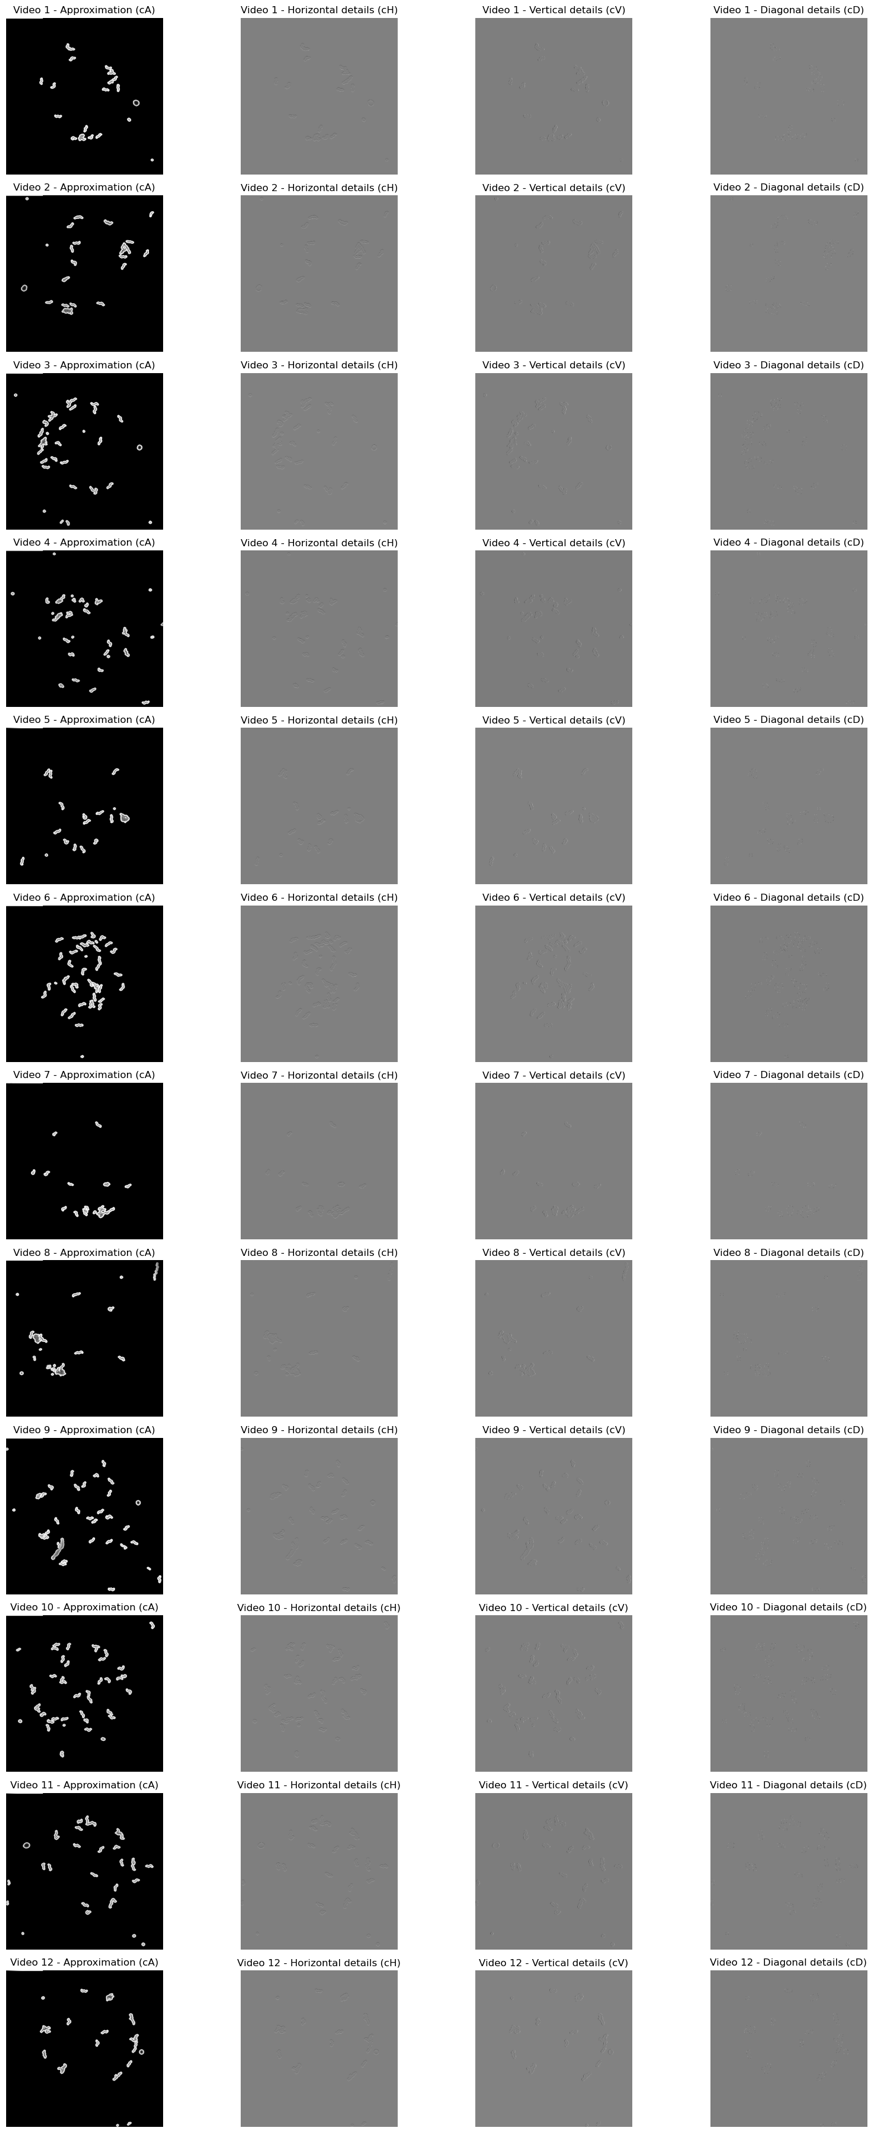 Video 1 - Approximation (cA)
Video 1 - Horizontal details (cH)
Video 1 - Vertical details (cV)
Video 1 - Diagonal details (cD)
Video 2 - Approximation (cA)
Video 2 - Horizontal details (cH)
Video 2 - Vertical details (cV)
Video 2 - Diagonal details (cD)
Video 3 - Approximation (cA)
Video 3 - Horizontal details (cH)
Video 3 - Vertical details (cV)
Video 3 - Diagonal details (cD)
Video 4 - Approximation (cA)
Video 4 - Horizontal details (cH)
Video 4 - Vertical details (cV)
Video 4 - Diagonal details (cD)
Video 5 - Approximation (cA)
Video 5 - Horizontal details (cH)
Video 5 - Vertical details (cV)
Video 5 - Diagonal details (cD)
Video 6 - Approximation (cA)
Video 6 - Horizontal details (cH)
Video 6 - Vertical details (cV)
Video 6 - Diagonal details (cD)
Video 7 - Approximation (cA)
Video 7 - Horizontal details (cH)
Video 7 - Vertical details (cV)
Video 7 - Diagonal details (cD)
Video 8 - Approximation (cA)
Video 8 - Horizontal details (cH)
Video 8 - Vertical details (cV)
Video 8 - Diagonal details (cD)
Video 9 - Approximation (cA)
Video 9 - Horizontal details (cH)
Video 9 - Vertical details (cV)
Video 9 - Diagonal details (cD)
Video 10 - Approximation (cA)
Video 10 - Horizontal details (cH)
Video 10 - Vertical details (cV)
Video 10 - Diagonal details (cD)
Video 11 - Approximation (cA)
Video 11 - Horizontal details (cH)
Video 11 - Vertical details (cV)
Video 11 - Diagonal details (cD)
Video 12 - Approximation (cA)
Video 12 - Horizontal details (cH)
Video 12 - Vertical details (cV)
Video 12 - Diagonal details (cD)